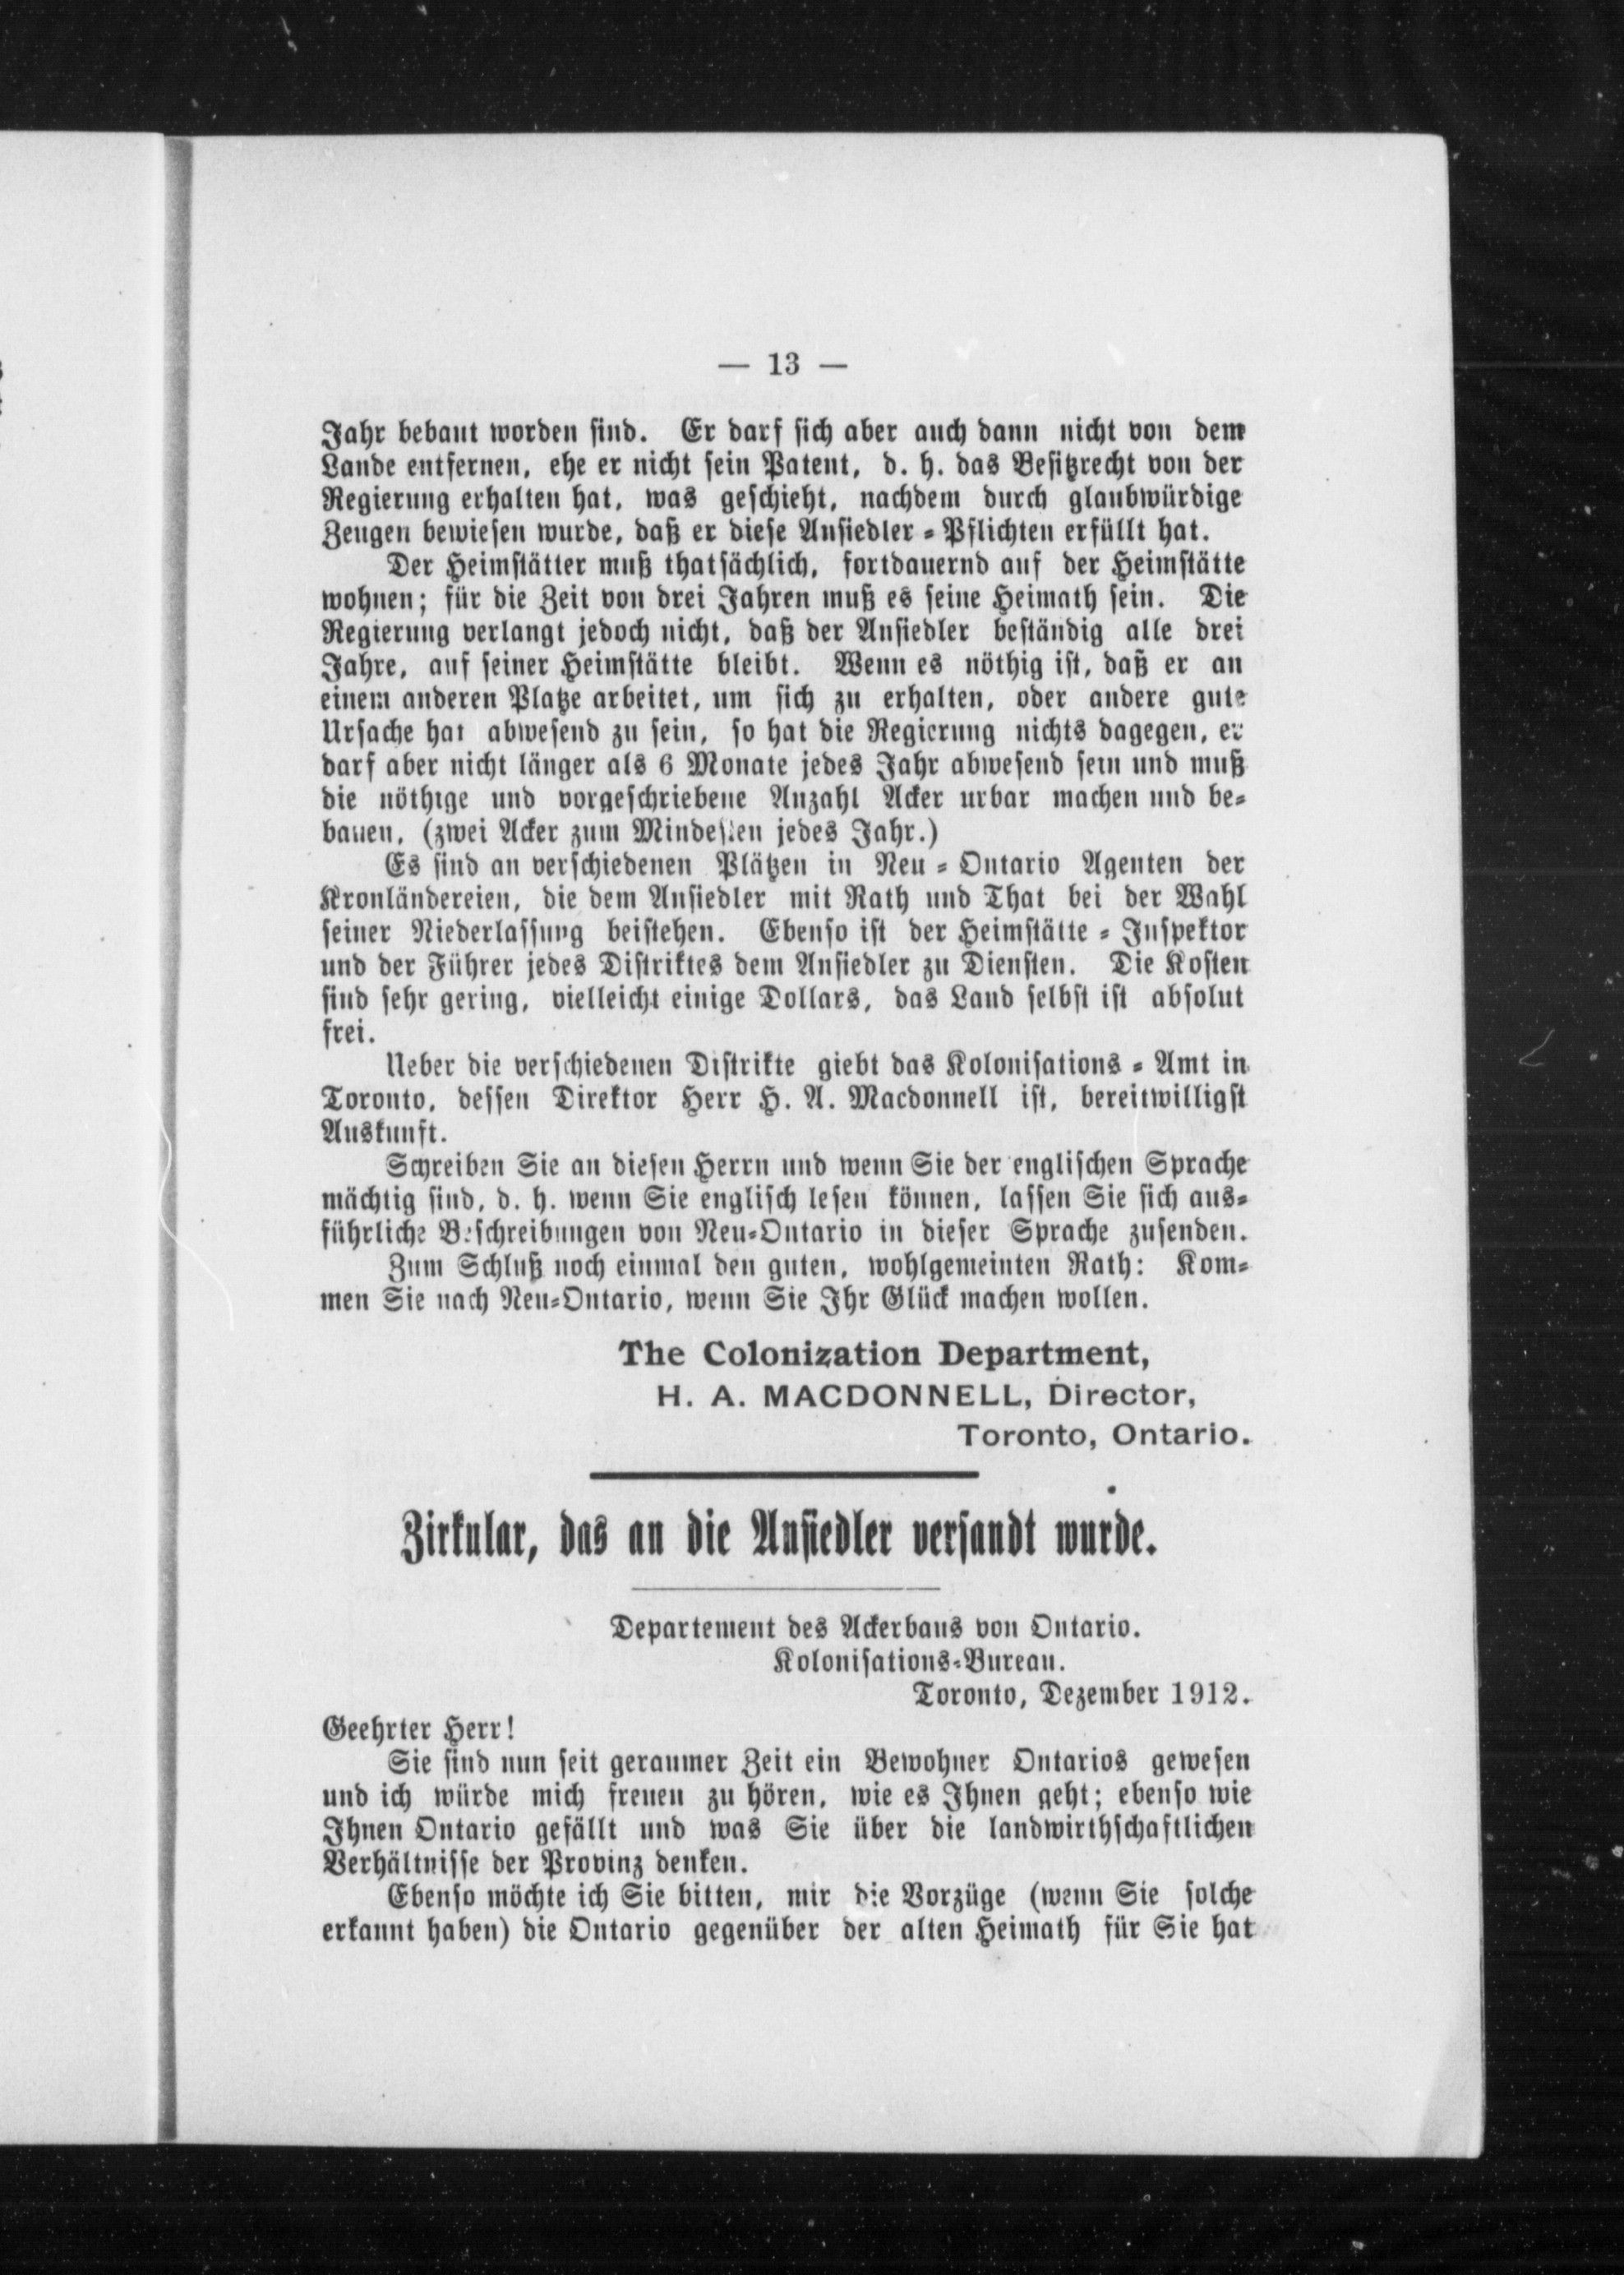 — 13 —
Jahr bebaut worden sind. Er darf sich aber auch dann nicht von dem
Lande entfernen, ehe er nicht sein Patent, d. h. das Besitzrecht von der
Regierung erhalten hat, was geschieht, nachdem durch glaubwürdige
Zeugen bewiesen wurde, daß er diese Ansiedler-Pflichten erfüllt hat.
Der Heimstätter muß thatsächlich, fortdauernd auf der Heimstätte
wohnen; für die Zeit von drei Jahren muß es seine Heimath sein. Die
Regierung verlangt jedoch nicht, daß der Ansiedler beständig alle drei
Jahre, auf seiner Heimstätte bleibt. Wenn es nöthig ist, daß er an
einem anderen Platze arbeitet, um sich zu erhalten, oder andere gute
Ursache hat abwesend zu sein, so hat die Regierung nichts dagegen, er
darf aber nicht länger als 6 Monate jedes Jahr abwesend sein und muß
die nöthige und vorgeschriebene Anzahl Acker urbar machen und be-
bauen, (zwei Acker zum Mindesten jedes Jahr.)
Es sind an verschiedenen Plätzen in Neu-Ontario Agenten der
Kronländereien, die dem Ansiedler mit Rath und That bei der Wahl
seiner Niederlassung beistehen. Ebenso ist der Heimstätte-Inspektor
und der Führer jedes Distriktes dem Ansiedler zu Diensten. Die Kosten
sind sehr gering, vielleicht einige Dollars, das Land selbst ist absolut
frei.
Ueber die verschiedenen Distrikte giebt das Kolonisations-Amt in
Toronto, dessen Direktor Herr H. A. Macdonnell ist, bereitwilligst
Auskunft.
Schreiben Sie an diesen Herrn und wenn Sie der englischen Sprache
mächtig sind, d. h. wenn Sie englisch lesen können, lassen Sie sich aus-
führliche Beschreibungen von Neu-Ontario in dieser Sprache zusenden.
Zum Schluß noch einmal den guten, wohlgemeinten Rath: Kom-
men Sie nach Neu-Ontario, wenn Sie Ihr Glück machen wollen.
The Colonization Department,
H. A. MACDONNELL, Director,
Toronto, Ontario.
Zirkular, das an die Ansiedler versandt wurde.
Departement des Ackerbaus von Ontario.
Kolonisations-Bureau.
Toronto, Dezember 1912.
Geehrter Herr!
Sie sind nun seit geraumer Zeit ein Bewohner Ontarios gewesen
und ich würde mich freuen zu hören, wie es Ihnen geht; ebenso wie
Ihnen Ontario gefällt und was Sie über die landwirthschaftlichen
Verhältnisse der Provinz denken.
Ebenso möchte ich Sie bitten, mir die Vorzüge (wenn Sie solche
erkannt haben) die Ontario gegenüber der alten Heimath für Sie hat